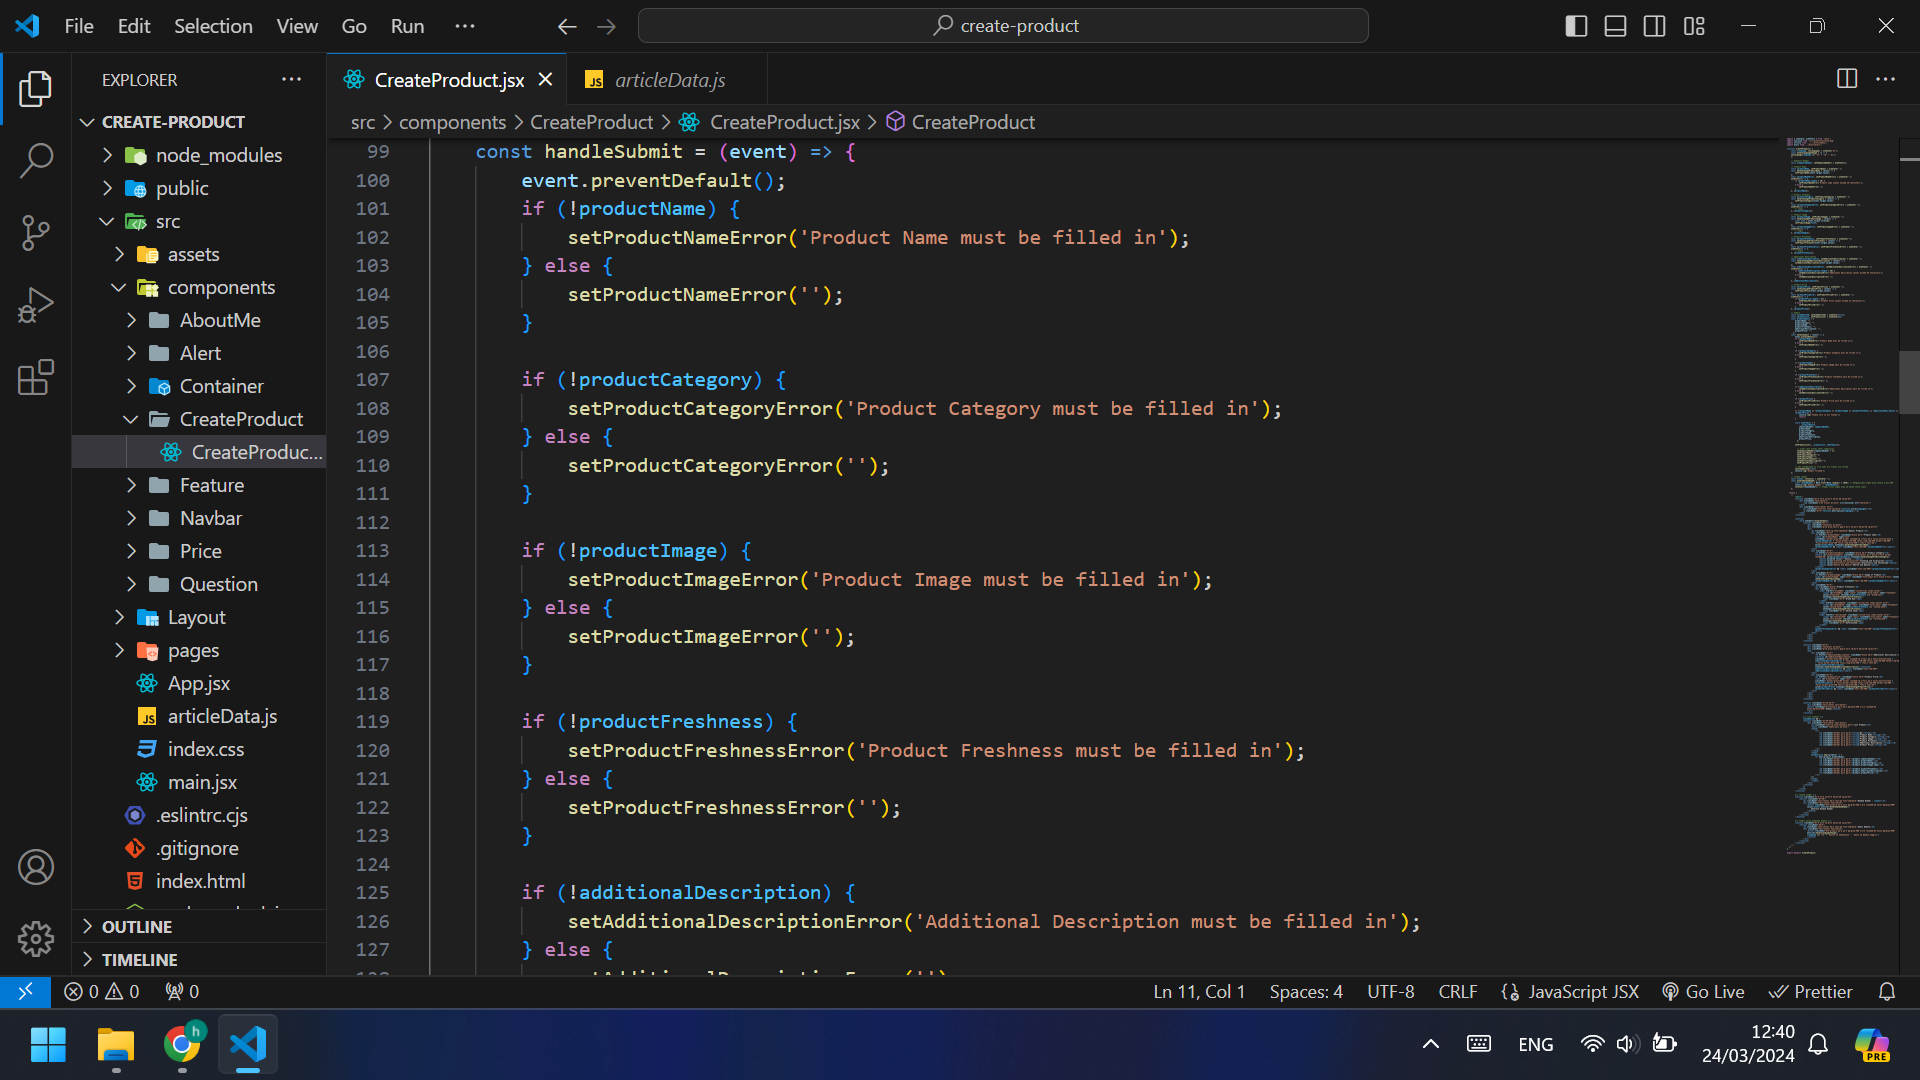 File Edit Selection View Go Run ··· create-product
EXPLORER
CreateProduct.jsx
articleData.js
src > components > CreateProduct > CreateProduct.jsx > CreateProduct
CREATE-PRODUCT
node_modules
public
src
assets
components
AboutMe
Alert
Container
CreateProduct
CreateProduc...
Feature
Navbar
Price
Question
Layout
pages
App.jsx
articleData.js
index.css
main.jsx
.eslintrc.cjs
.gitignore
index.html
OUTLINE
TIMELINE
99 const handleSubmit = (event) => {
100 event.preventDefault();
101 if (!productName) {
102 setProductNameError('Product Name must be filled in');
103 } else {
104 setProductNameError('');
105 }
106
107 if (!productCategory) {
108 setProductCategoryError('Product Category must be filled in');
109 } else {
110 setProductCategoryError('');
111 }
112
113 if (!productImage) {
114 setProductImageError('Product Image must be filled in');
115 } else {
116 setProductImageError('');
117 }
118
119 if (!productFreshness) {
120 setProductFreshnessError('Product Freshness must be filled in');
121 } else {
122 setProductFreshnessError('');
123 }
124
125 if (!additionalDescription) {
126 setAdditionalDescriptionError('Additional Description must be filled in');
127 } else {
0 0 0 Ln 11, Col 1 Spaces: 4 UTF-8 CRLF JavaScript JSX Go Live Prettier
h
ENG
12:40
24/03/2024
PRE